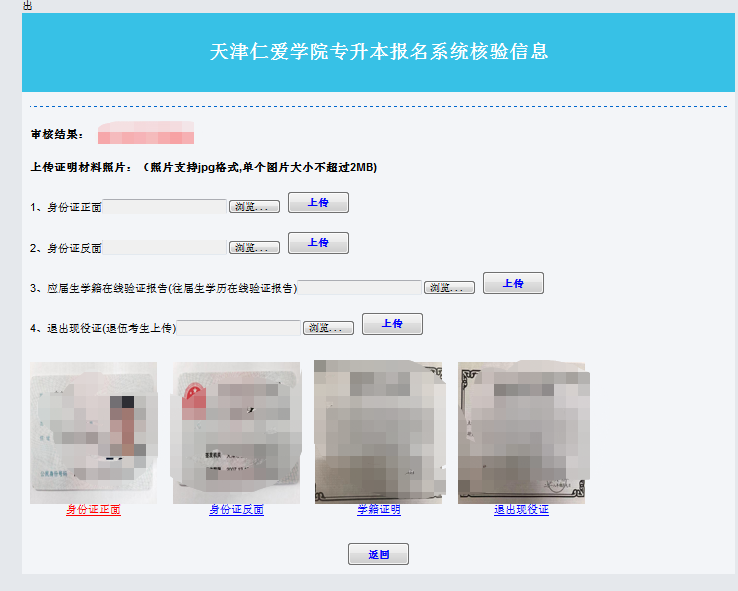 出
天津仁爱学院专升本报名系统核验信息
审核结果：
上传证明材料照片：（照片支持jpg格式,单个图片大小不超过2MB)
1、身份证正面 浏览... 上传
2、身份证反面 浏览... 上传
3、应届生学籍在线验证报告(往届生学历在线验证报告) 浏览... 上传
4、退出现役证(退伍考生上传) 浏览... 上传
身份证正面 身份证反面 学籍证明 退出现役证
返回